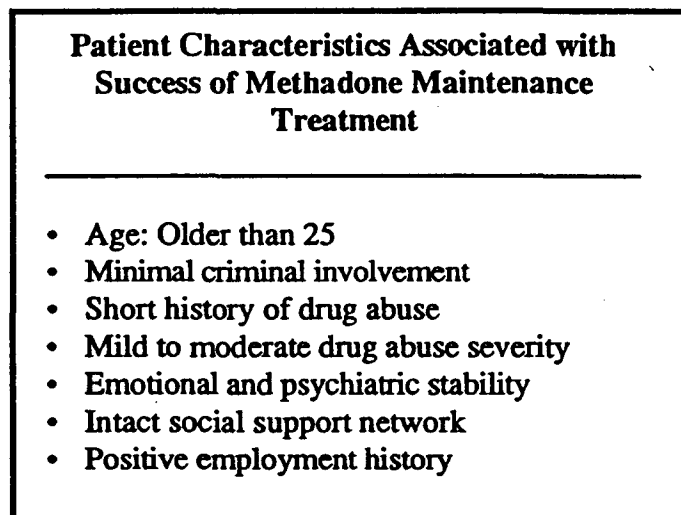 Patient Characteristics Associated with
Success of Methadone Maintenance
Treatment
• Age: Older than 25
• Minimal criminal involvement
• Short history of drug abuse
• Mild to moderate drug abuse severity
• Emotional and psychiatric stability
• Intact social support network
• Positive employment history